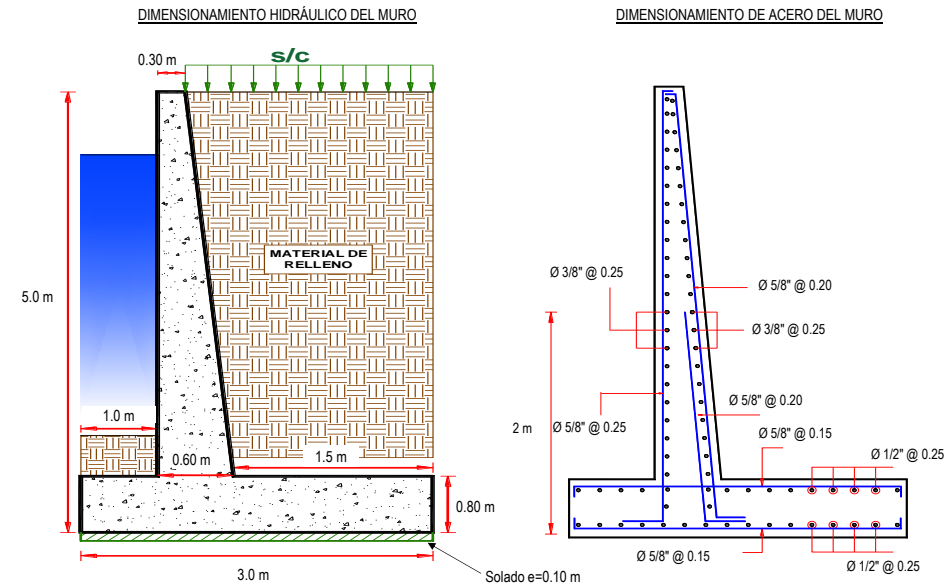 DIMENSIONAMIENTO HIDRÁULICO DEL MURO
0.30 m
s/c
MATERIAL DE
RELLENO
5.0 m
1.0 m
0.60 m
1.5 m
0.80 m
3.0 m
Solado e=0.10 m
DIMENSIONAMIENTO DE ACERO DEL MURO
Ø 3/8" @ 0.25
Ø 5/8" @ 0.20
Ø 3/8" @ 0.25
Ø 5/8" @ 0.20
2 m
Ø 5/8" @ 0.25
Ø 5/8" @ 0.15
Ø 1/2" @ 0.25
Ø 5/8" @ 0.15
Ø 1/2" @ 0.25